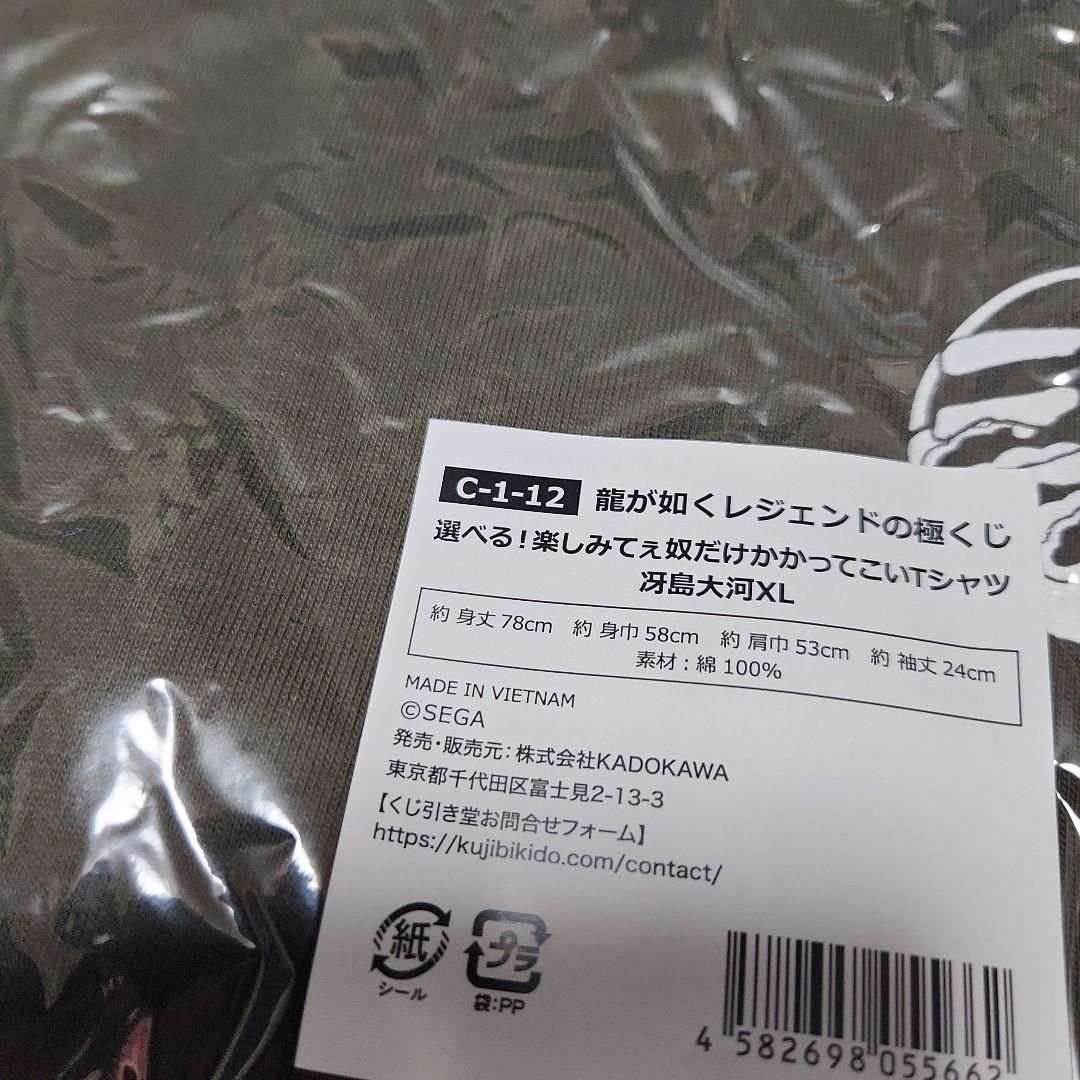 C-1-12 龍が如くレジェンドの極くじ
選べる！楽しみてぇ奴だけかかってこいTシャツ
冴島大河XL
約 身丈 78cm 約 身巾 58cm 約 肩巾 53cm 約 袖丈 24cm
素材：綿 100%
MADE IN VIETNAM
©SEGA
発売・販売元：株式会社KADOKAWA
東京都千代田区富士見2-13-3
【くじ引き堂お問合せフォーム】
https://kujibikido.com/contact/
紙
シール
プラ
袋:PP
4 582698 055662